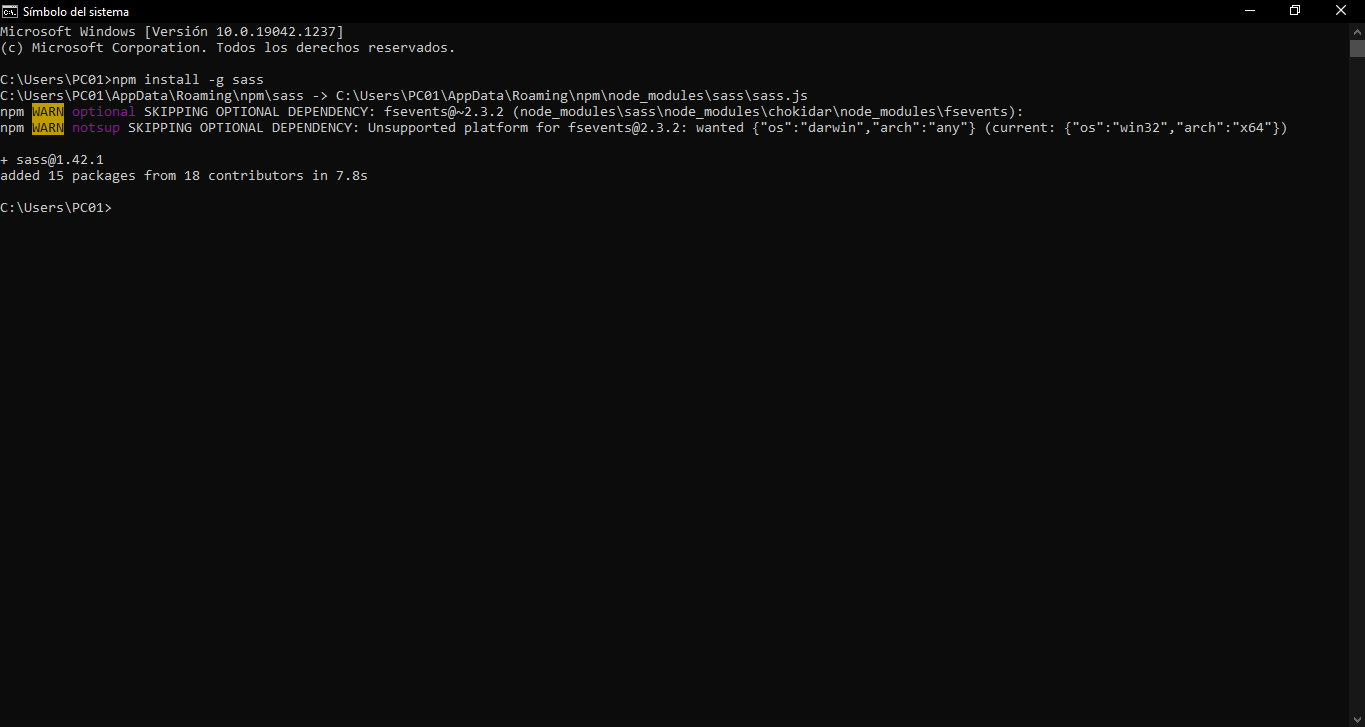 Símbolo del sistema
Microsoft Windows [Versión 10.0.19042.1237]
(c) Microsoft Corporation. Todos los derechos reservados.
C:\Users\PC01>npm install -g sass
C:\Users\PC01\AppData\Roaming\npm\sass -> C:\Users\PC01\AppData\Roaming\npm\node_modules\sass\sass.js
npm WARN optional SKIPPING OPTIONAL DEPENDENCY: fsevents@~2.3.2 (node_modules\sass\node_modules\chokidar\node_modules\fsevents):
npm WARN notsup SKIPPING OPTIONAL DEPENDENCY: Unsupported platform for fsevents@2.3.2: wanted {"os":"darwin","arch":"any"} (current: {"os":"win32","arch":"x64"})
+ sass@1.42.1
added 15 packages from 18 contributors in 7.8s
C:\Users\PC01>